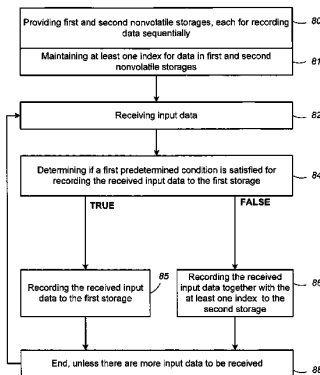 Providing first and second nonvolatile storages, each for recording
data sequentially
80
Maintaining at least one index for data in first and second
nonvolatile storages
81
Receiving input data
82
Determining if a first predetermined condition is satisfied for
recording the received input data to the first storage
84
TRUE
FALSE
Recording the received input
data to the first storage
85
Recording the received
input data together with the
at least one index to the
second storage
86
End, unless there are more input data to be received
88